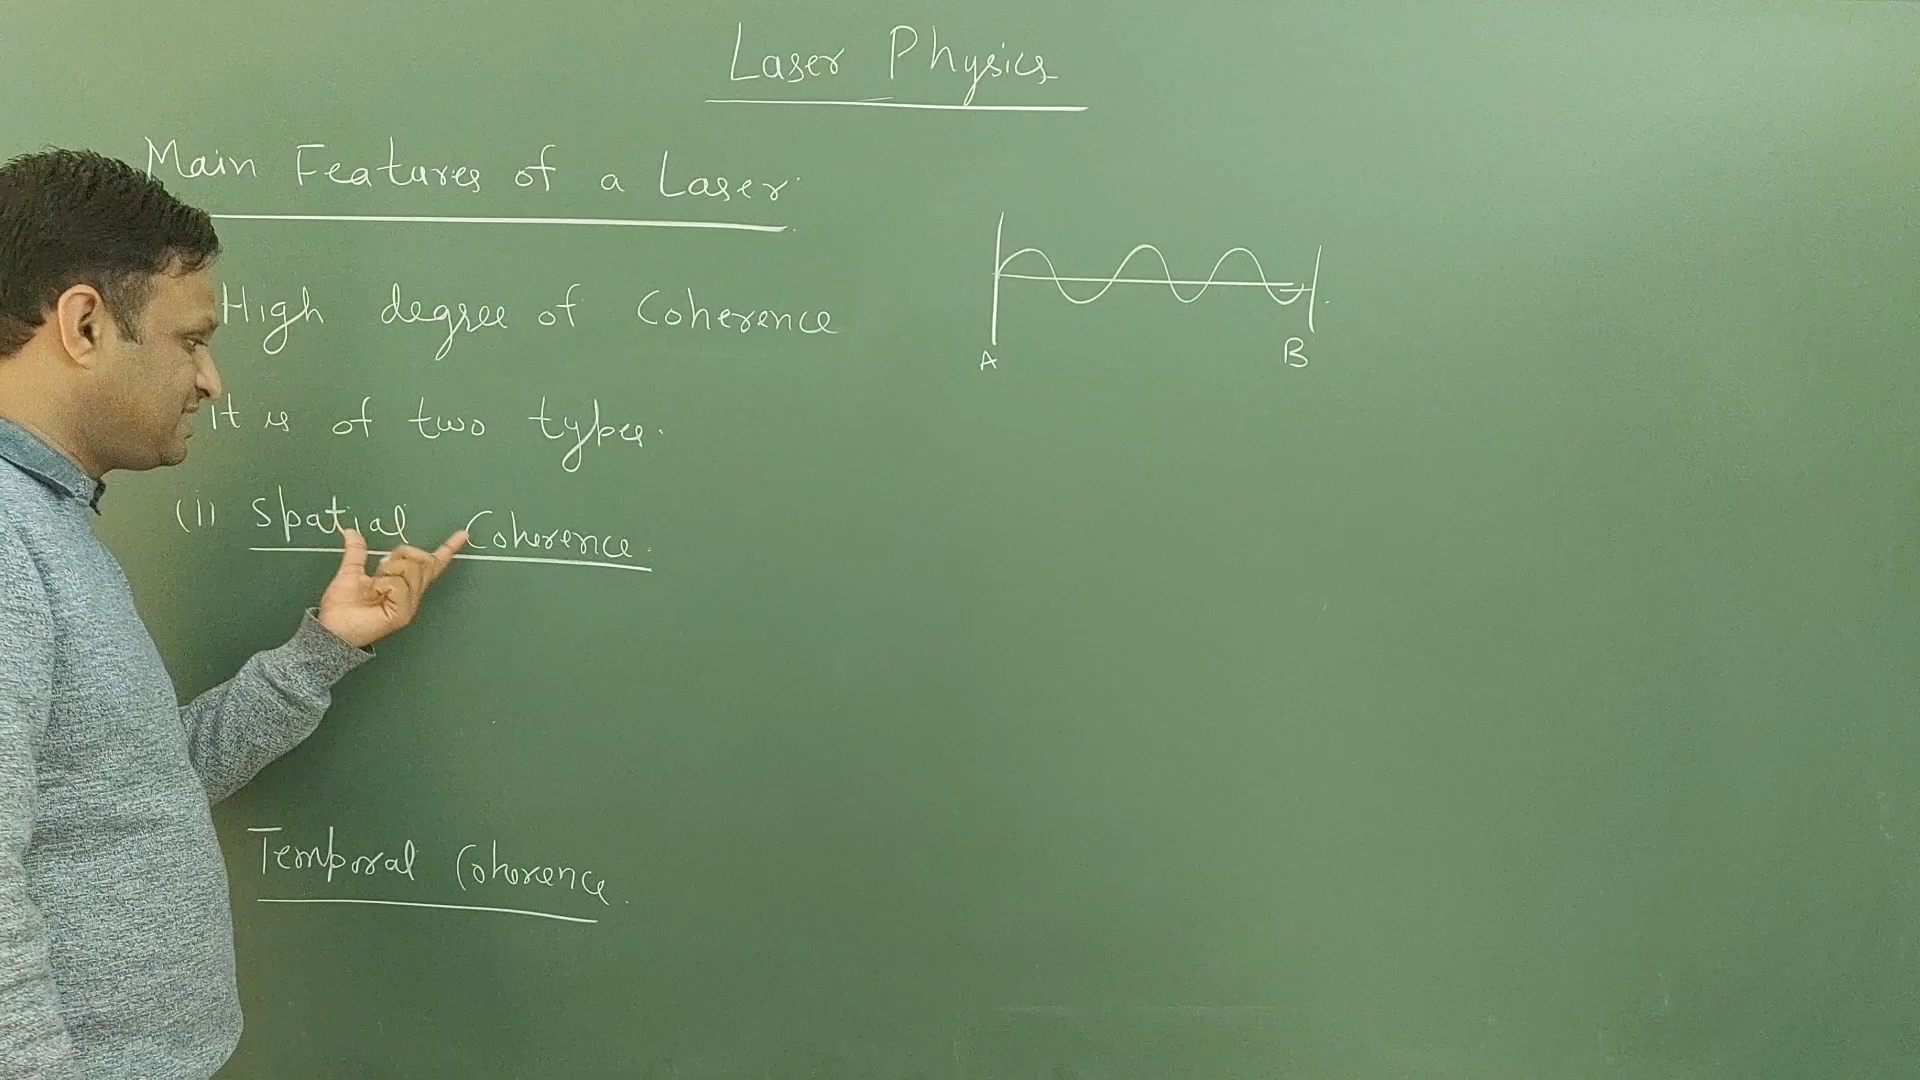 Laser Physics
Main Features of a Laser.
High degree of Coherence
It is of two types.
(1) Spatial Coherence.
Temporal Coherence.
A
B